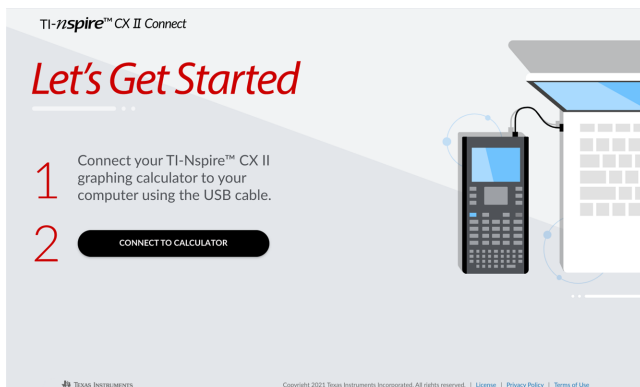 TI-nspire™ CX II Connect
Let's Get Started
1
Connect your TI-Nspire™ CX II
graphing calculator to your
computer using the USB cable.
2
CONNECT TO CALCULATOR
TEXAS INSTRUMENTS
Copyright 2021 Texas Instruments Incorporated. All rights reserved. | License | Privacy Policy | Terms of Use